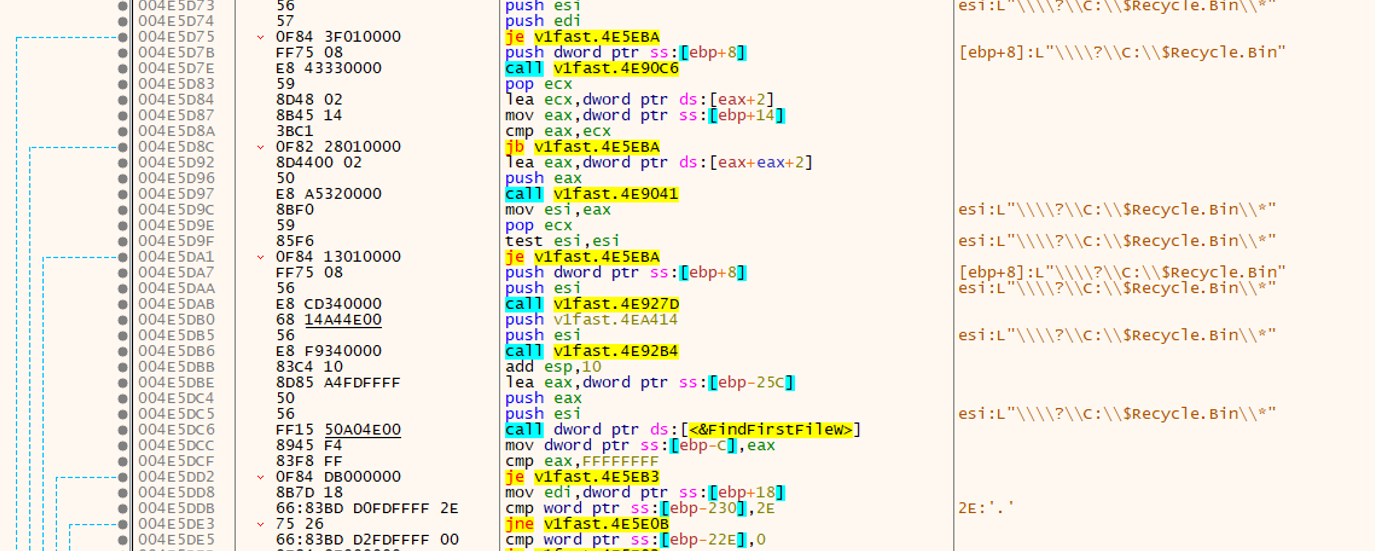 004E5D73 56 push esi esi:L"\\\\?\\C:\\$Recycle.Bin\\*"
004E5D74 57 push edi
004E5D75 0F84 3F010000 je v1fast.4E5EBA
004E5D7B FF75 08 push dword ptr ss:[ebp+8] [ebp+8]:L"\\\\?\\C:\\$Recycle.Bin"
004E5D7E E8 43330000 call v1fast.4E90C6
004E5D83 59 pop ecx
004E5D84 8D48 02 lea ecx,dword ptr ds:[eax+2]
004E5D87 8B45 14 mov eax,dword ptr ss:[ebp+14]
004E5D8A 3BC1 cmp eax,ecx
004E5D8C 0F82 28010000 jb v1fast.4E5EBA
004E5D92 8D4400 02 lea eax,dword ptr ds:[eax+eax+2]
004E5D96 50 push eax
004E5D97 E8 A5320000 call v1fast.4E9041
004E5D9C 8BF0 mov esi,eax esi:L"\\\\?\\C:\\$Recycle.Bin\\*"
004E5D9E 59 pop ecx
004E5D9F 85F6 test esi,esi esi:L"\\\\?\\C:\\$Recycle.Bin\\*"
004E5DA1 0F84 13010000 je v1fast.4E5EBA
004E5DA7 FF75 08 push dword ptr ss:[ebp+8] [ebp+8]:L"\\\\?\\C:\\$Recycle.Bin"
004E5DAA 56 push esi esi:L"\\\\?\\C:\\$Recycle.Bin\\*"
004E5DAB E8 CD340000 call v1fast.4E927D
004E5DB0 68 14A44E00 push v1fast.4EA414
004E5DB5 56 push esi esi:L"\\\\?\\C:\\$Recycle.Bin\\*"
004E5DB6 E8 F9340000 call v1fast.4E92B4
004E5DBB 83C4 10 add esp,10
004E5DBE 8D85 A4FDFFFF lea eax,dword ptr ss:[ebp-25C]
004E5DC4 50 push eax
004E5DC5 56 push esi esi:L"\\\\?\\C:\\$Recycle.Bin\\*"
004E5DC6 FF15 50A04E00 call dword ptr ds:[<&FindFirstFileW>]
004E5DCC 8945 F4 mov dword ptr ss:[ebp-C],eax
004E5DCF 83F8 FF cmp eax,FFFFFFFF
004E5DD2 0F84 DB000000 je v1fast.4E5EB3
004E5DD8 8B7D 18 mov edi,dword ptr ss:[ebp+18]
004E5DDB 66:83BD D0FDFFFF 2E cmp word ptr ss:[ebp-230],2E 2E:'.'
004E5DE3 75 26 jne v1fast.4E5E0B
004E5DE5 66:83BD D2FDFFFF 00 cmp word ptr ss:[ebp-22E],0